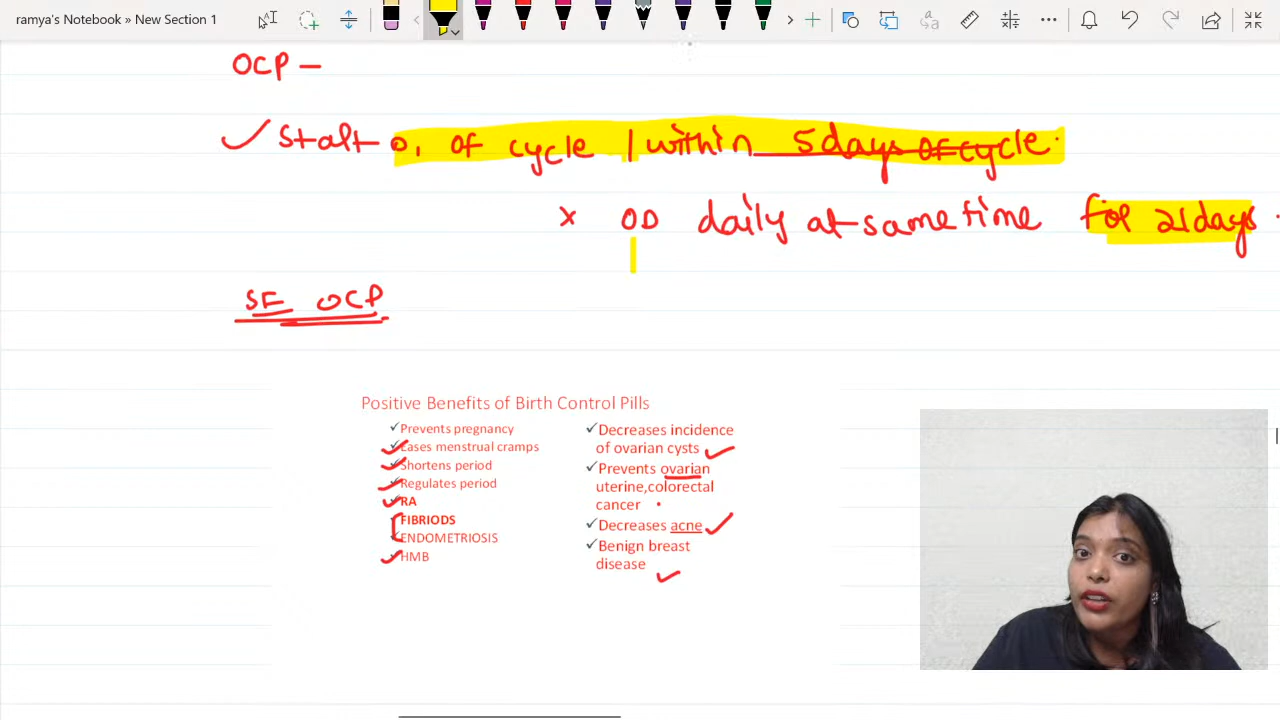 ramya's Notebook » New Section 1
OCP –
✓ Start D1 of cycle / within 5 days of cycle.
x OD daily at same time for 21 days.
SE OCP
Positive Benefits of Birth Control Pills
✓Prevents pregnancy
✓Eases menstrual cramps
✓Shortens period
✓Regulates period
✓RA
✓FIBRIODS
✓ENDOMETRIOSIS
✓HMB
✓Decreases incidence
of ovarian cysts
✓Prevents ovarian
uterine,colorectal
cancer
✓Decreases acne
✓Benign breast
disease